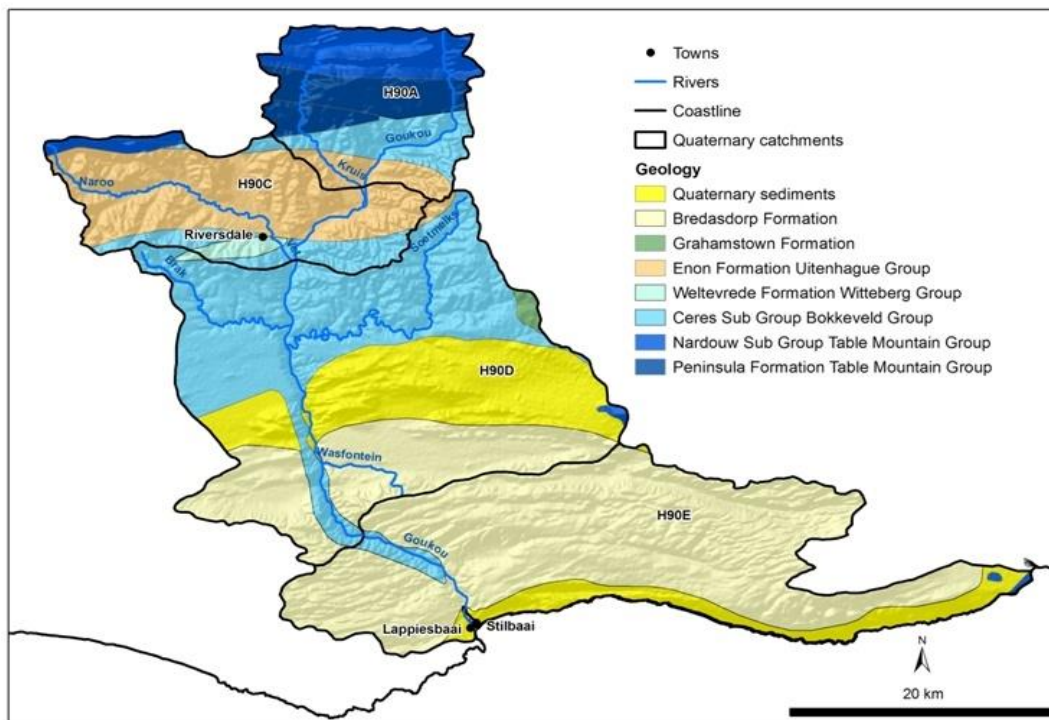 Towns
Rivers
Coastline
Quaternary catchments
Geology
Quaternary sediments
Bredasdorp Formation
Grahamstown Formation
Enon Formation Uitenhague Group
Weltevrede Formation Witteberg Group
Ceres Sub Group Bokkeveld Group
Nardouw Sub Group Table Mountain Group
Peninsula Formation Table Mountain Group
H90A
Goukou
Kruis
Naroo
H90C
Riversdale
Soetmelks
Brak
H90D
Wasfontein
H90E
Goukou
Lappiesbaai
Stilbaai
N
20 km